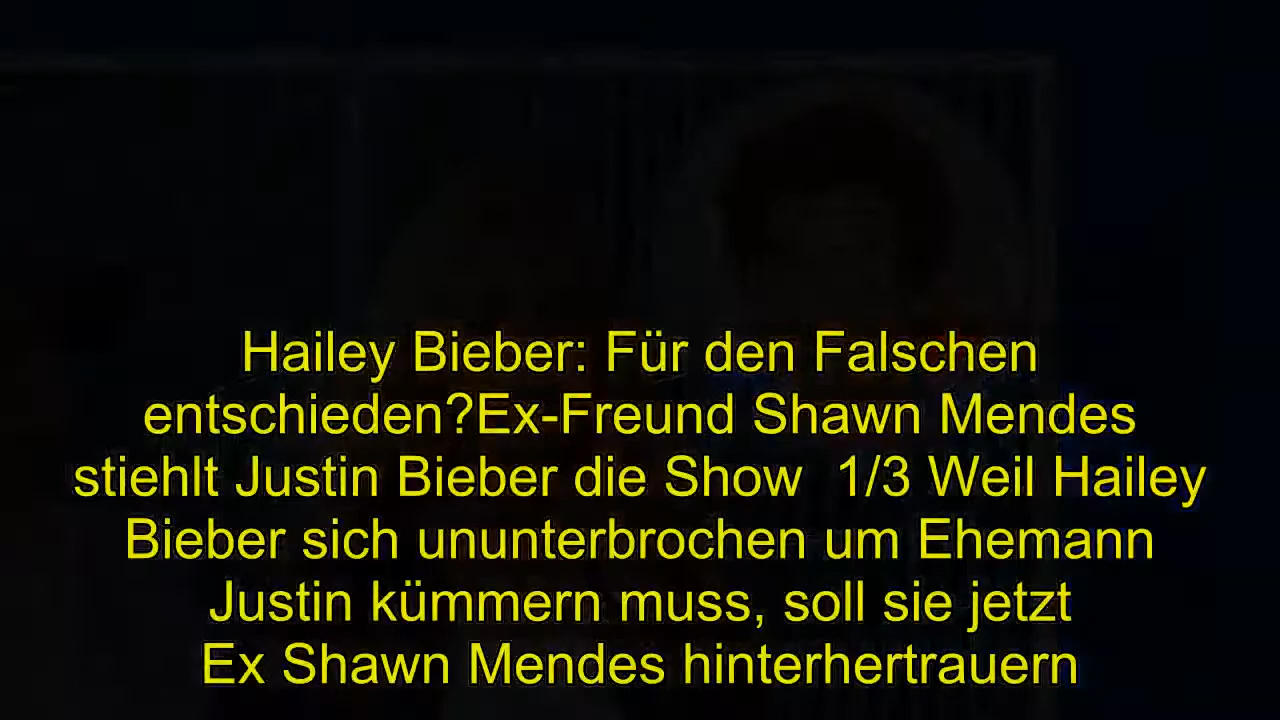 Hailey Bieber: Für den Falschen
entschieden?Ex-Freund Shawn Mendes
stiehlt Justin Bieber die Show  1/3 Weil Hailey
Bieber sich ununterbrochen um Ehemann
Justin kümmern muss, soll sie jetzt
Ex Shawn Mendes hinterhertrauern